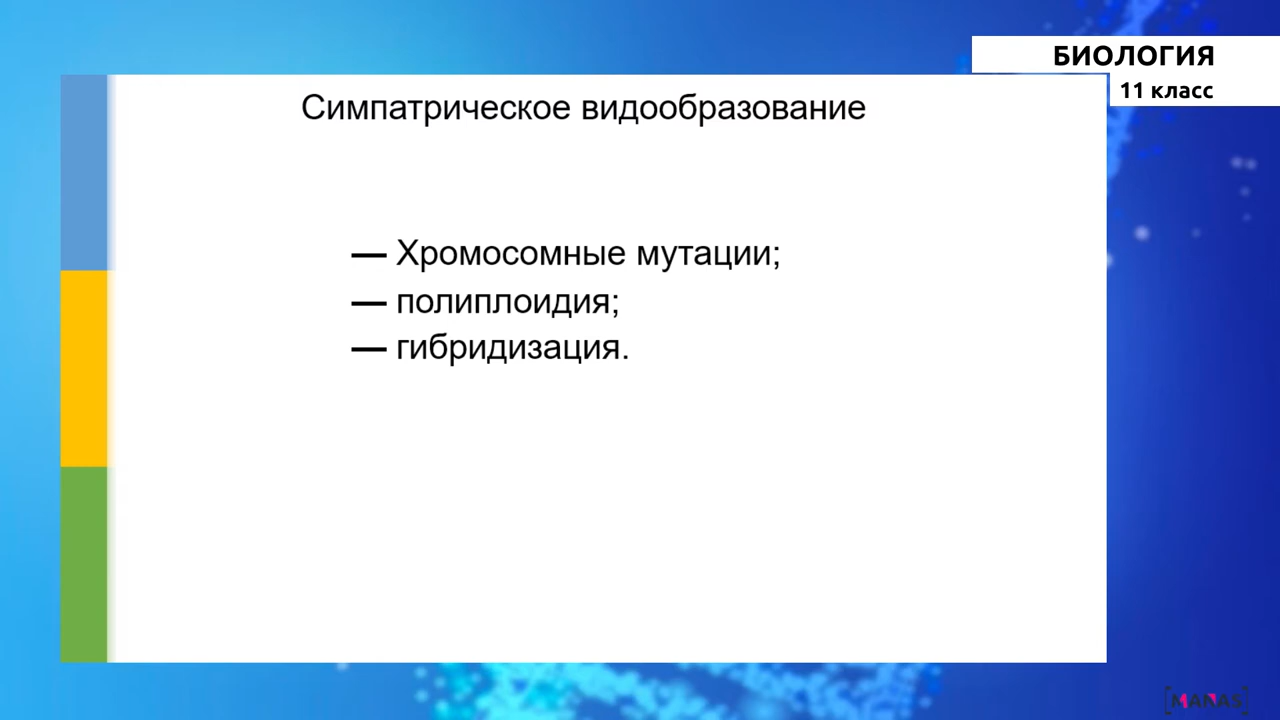 БИОЛОГИЯ
11 класс
Симпатрическое видообразование
— Хромосомные мутации;
— полиплоидия;
— гибридизация.
[MANAS]